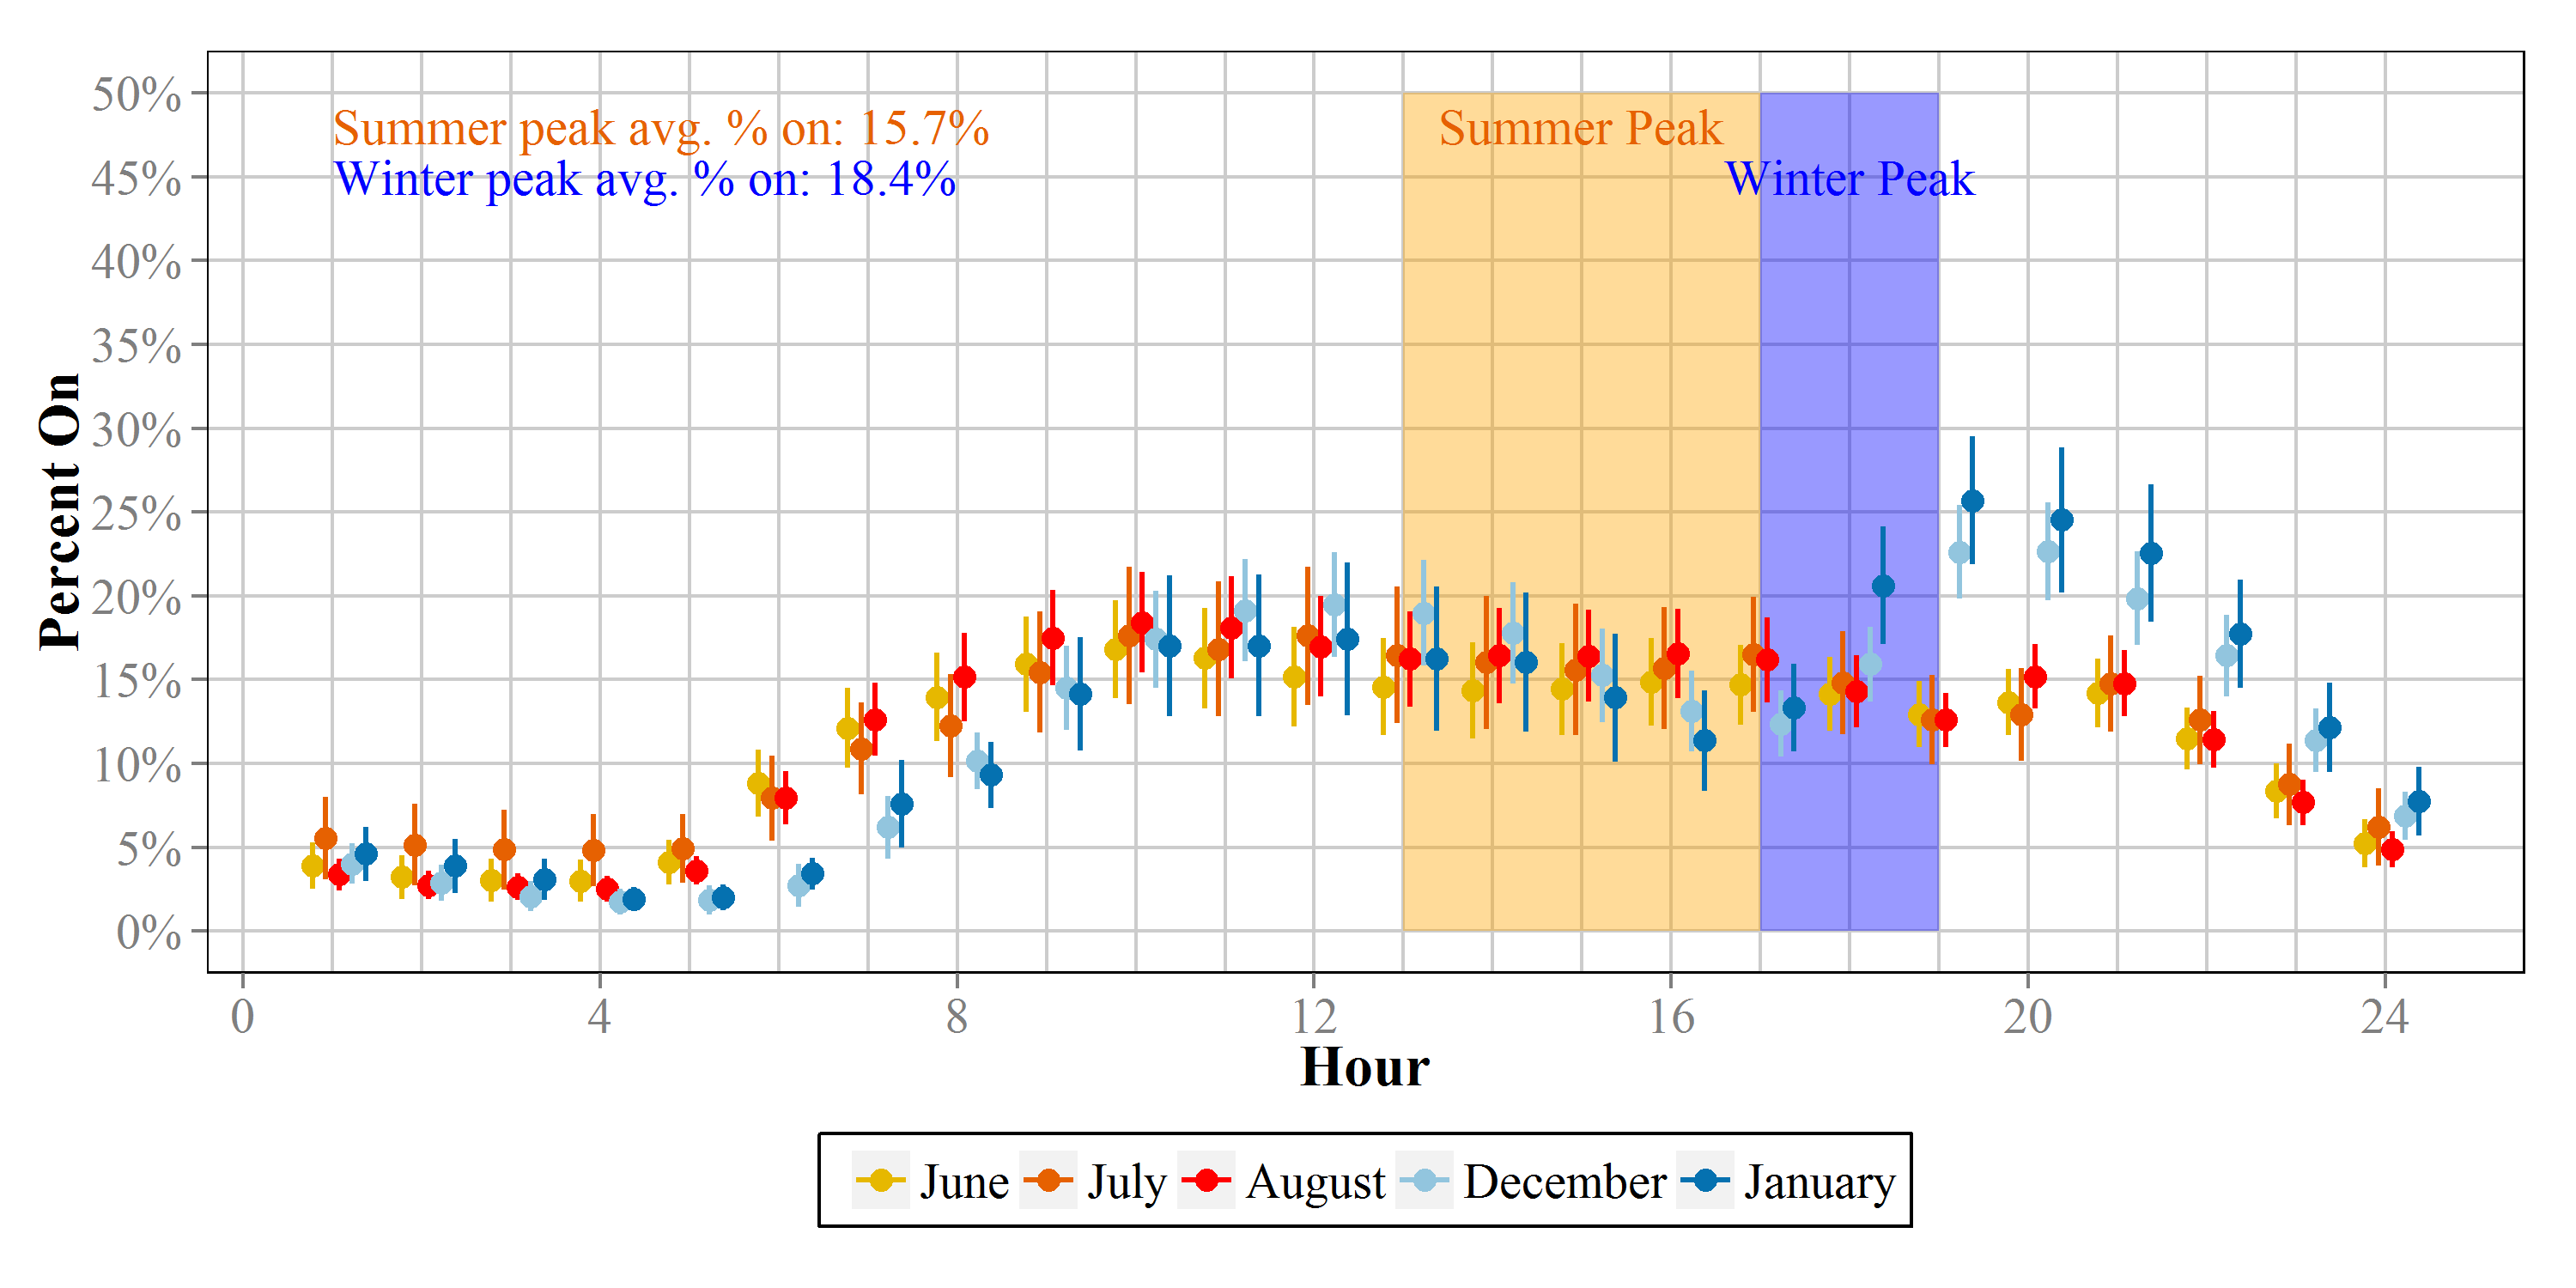 50%
45%
40%
35%
30%
25%
20%
15%
10%
5%
0%
Percent On
Summer peak avg. % on: 15.7%
Winter peak avg. % on: 18.4%
Summer Peak
Winter Peak
0 4 8 12 16 20 24
Hour
June July August December January